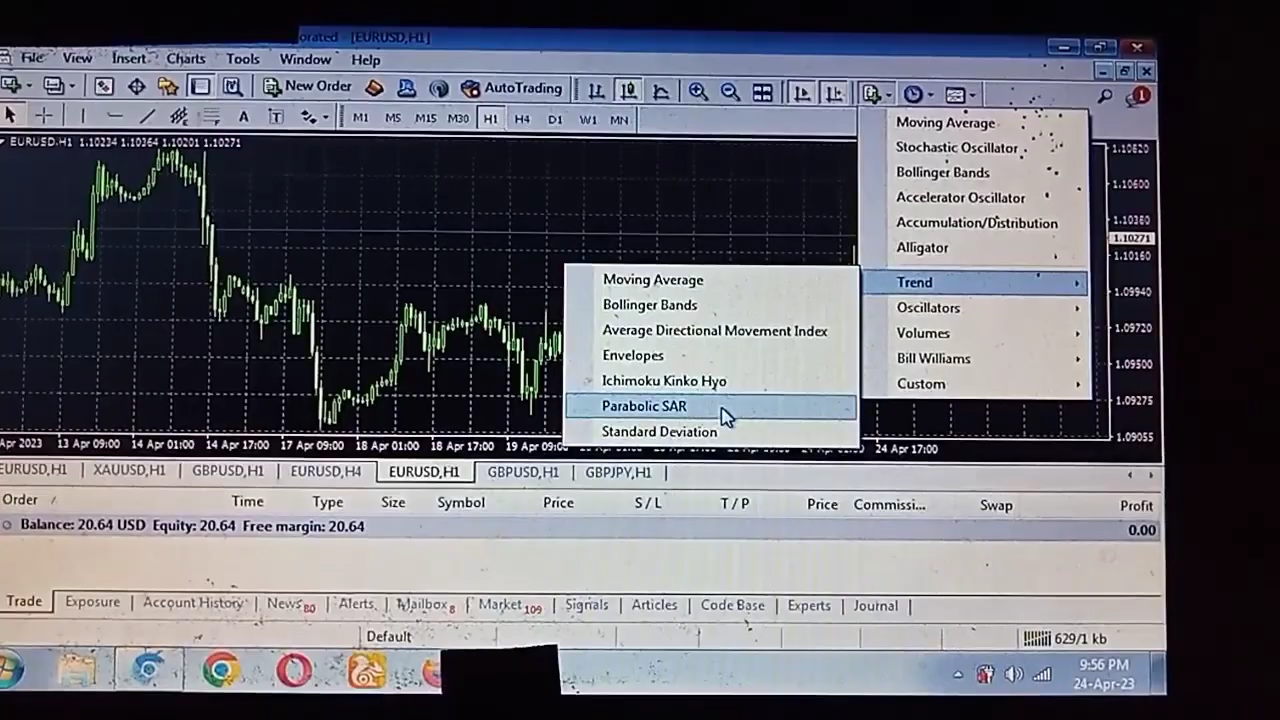 orated - [EURUSD,H1]
File View Insert Charts Tools Window Help
New Order AutoTrading
A T M1 M5 M15 M30 H1 H4 D1 W1 MN
EURUSD,H1 1.10234 1.10364 1.10201 1.10271
Moving Average
Stochastic Oscillator
Bollinger Bands
Accelerator Oscillator
Accumulation/Distribution
Alligator
Trend
Oscillators
Volumes
Bill Williams
Custom
Moving Average
Bollinger Bands
Average Directional Movement Index
Envelopes
Ichimoku Kinko Hyo
Parabolic SAR
Standard Deviation
1.10820
1.10600
1.10380
1.10271
1.10160
1.09940
1.09720
1.09500
1.09275
1.09055
Apr 2023 13 Apr 09:00 14 Apr 01:00 14 Apr 17:00 17 Apr 09:00 18 Apr 01:00 18 Apr 17:00 19 Apr 09:00 24 Apr 17:00
EURUSD,H1 XAUUSD,H1 GBPUSD,H1 EURUSD,H4 EURUSD,H1 GBPUSD,H1 GBPJPY,H1
Order / Time Type Size Symbol Price S / L T / P Price Commissi... Swap Profit
Balance: 20.64 USD Equity: 20.64 Free margin: 20.64 0.00
Trade Exposure Account History News 80 Alerts Mailbox 8 Market 109 Signals Articles Code Base Experts Journal
Default 629/1 kb
9:56 PM
24-Apr-23